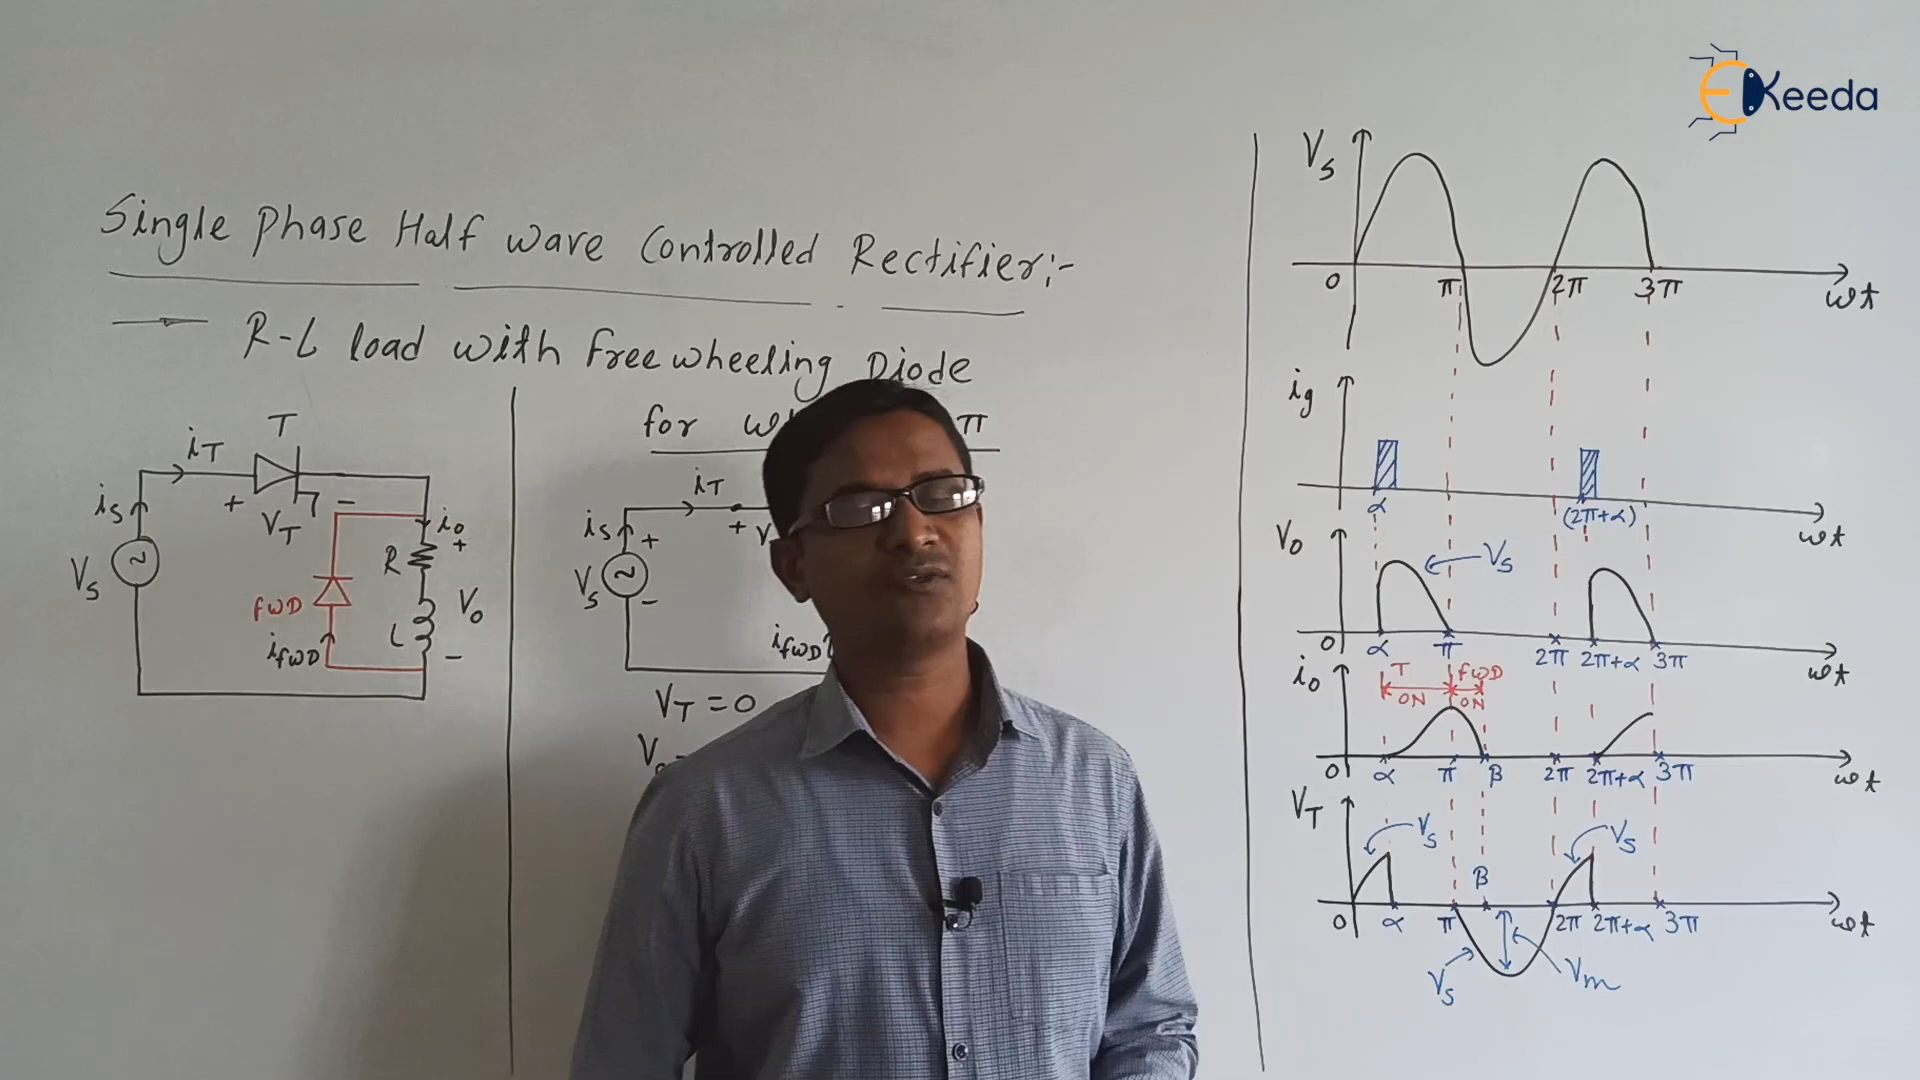 EKeeda
Single Phase Half wave Controlled Rectifier:-
→ R-L load with freewheeling Diode
T
iT
is
+
VT
-
Vs
io
+
R
FWD
Vo
L
ifwD
-
for π
iT
is
+
+
Vs
-
ifwD
VT = 0
Vs
0
π
2π
3π
ωt
ig
α
(2π+α)
ωt
Vo
Vs
0
α
π
2π
2π+α
3π
ωt
io
T
ON
FWD
ON
0
α
π
β
2π
2π+α
3π
ωt
VT
Vs
Vs
β
0
α
π
2π
2π+α
3π
ωt
Vs
Vm